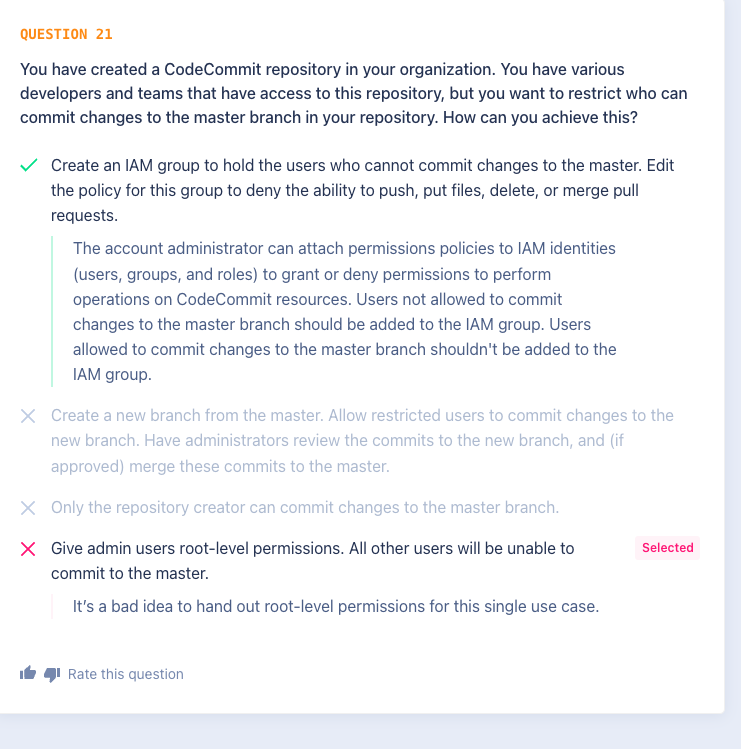 QUESTION 21
You have created a CodeCommit repository in your organization. You have various
developers and teams that have access to this repository, but you want to restrict who can
commit changes to the master branch in your repository. How can you achieve this?
Create an IAM group to hold the users who cannot commit changes to the master. Edit
the policy for this group to deny the ability to push, put files, delete, or merge pull
requests.
The account administrator can attach permissions policies to IAM identities
(users, groups, and roles) to grant or deny permissions to perform
operations on CodeCommit resources. Users not allowed to commit
changes to the master branch should be added to the IAM group. Users
allowed to commit changes to the master branch shouldn't be added to the
IAM group.
Create a new branch from the master. Allow restricted users to commit changes to the
new branch. Have administrators review the commits to the new branch, and (if
approved) merge these commits to the master.
Only the repository creator can commit changes to the master branch.
Give admin users root-level permissions. All other users will be unable to
commit to the master.
Selected
It’s a bad idea to hand out root-level permissions for this single use case.
Rate this question